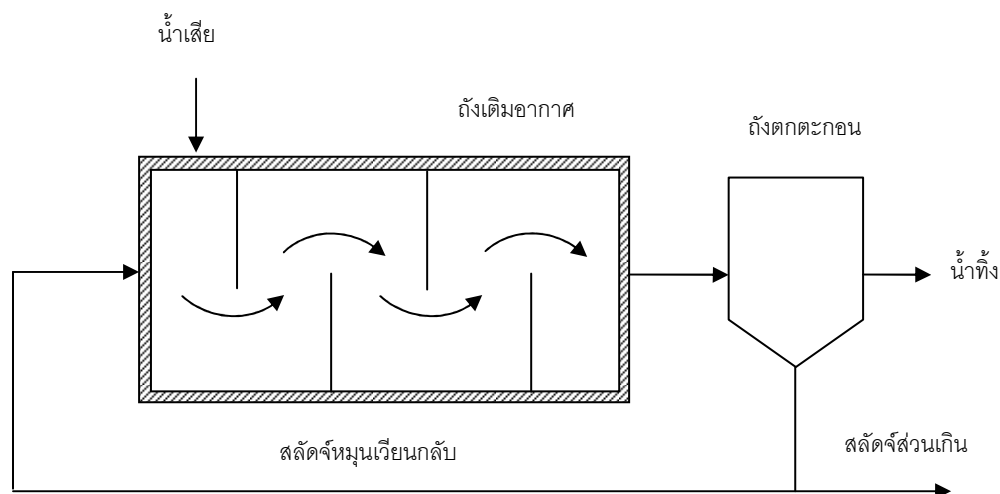 น้ำเสีย
ถังเติมอากาศ
ถังตกตะกอน
น้ำทิ้ง
สลัดจ์หมุนเวียนกลับ
สลัดจ์ส่วนเกิน